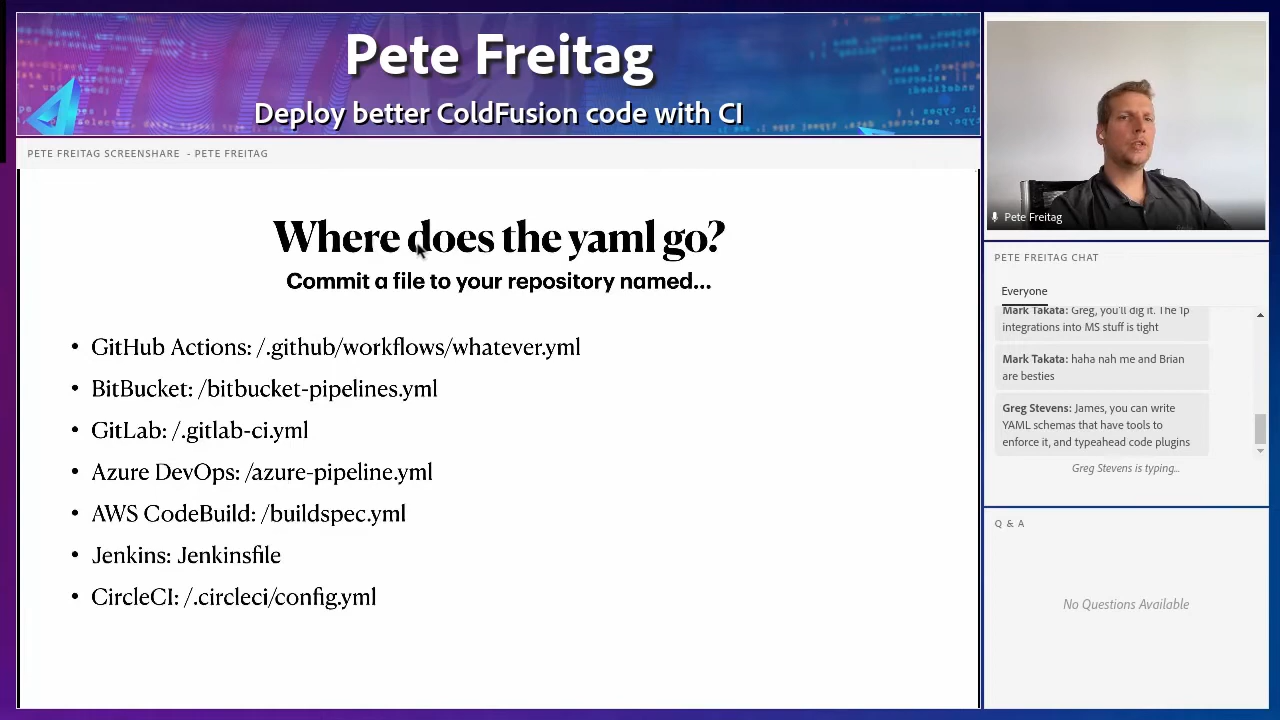 Pete Freitag
Deploy better ColdFusion code with CI
PETE FREITAG SCREENSHARE - PETE FREITAG
Where does the yaml go?
Commit a file to your repository named...
• GitHub Actions: /.github/workflows/whatever.yml
• BitBucket: /bitbucket-pipelines.yml
• GitLab: /.gitlab-ci.yml
• Azure DevOps: /azure-pipeline.yml
• AWS CodeBuild: /buildspec.yml
• Jenkins: Jenkinsfile
• CircleCI: /.circleci/config.yml
Pete Freitag
PETE FREITAG CHAT
Everyone
Mark Takata: Greg, you'll dig it. The 1p
integrations into MS stuff is tight
Mark Takata: haha nah me and Brian
are besties
Greg Stevens: James, you can write
YAML schemas that have tools to
enforce it, and typeahead code plugins
Greg Stevens is typing...
Q & A
No Questions Available